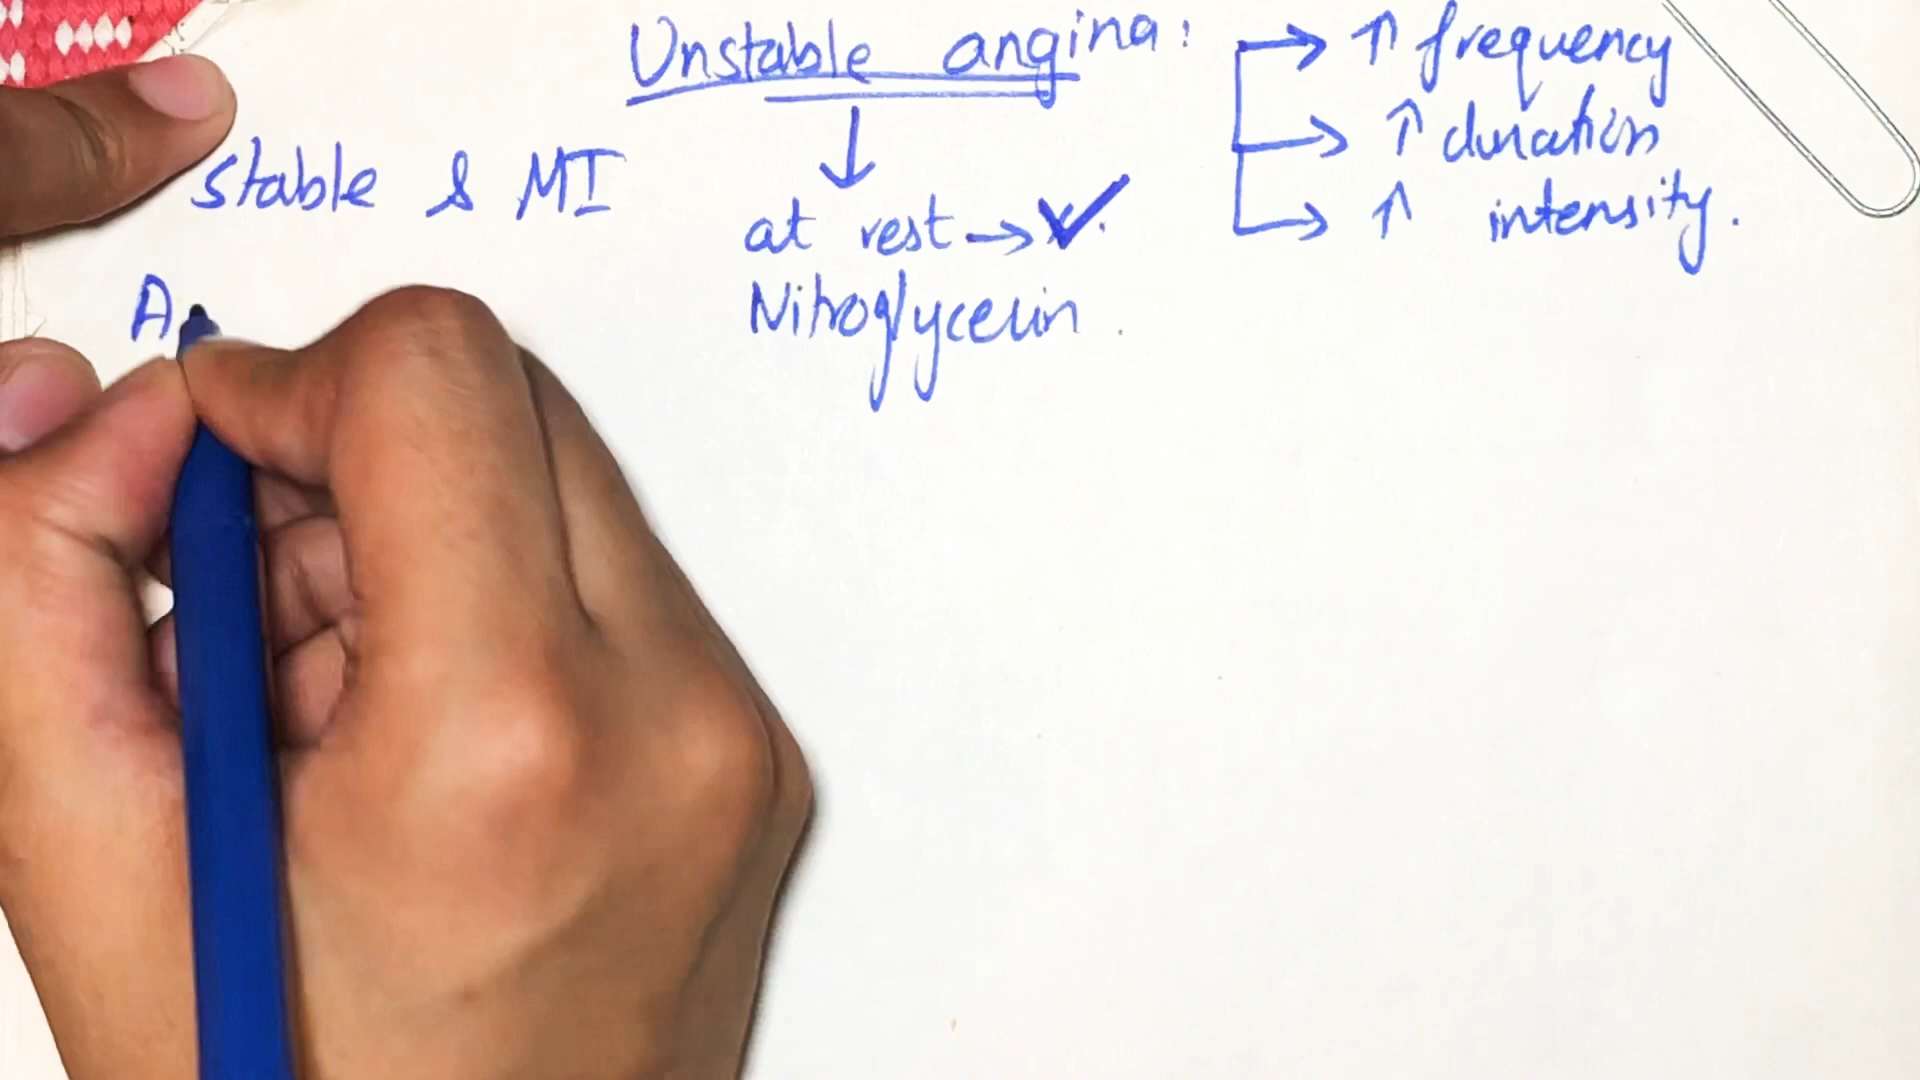 Unstable angina:
→ ↑ frequency
→ ↑ duration
→ ↑ intensity.
stable & MI
↓
at rest → ✓.
Nitroglycerin.
A